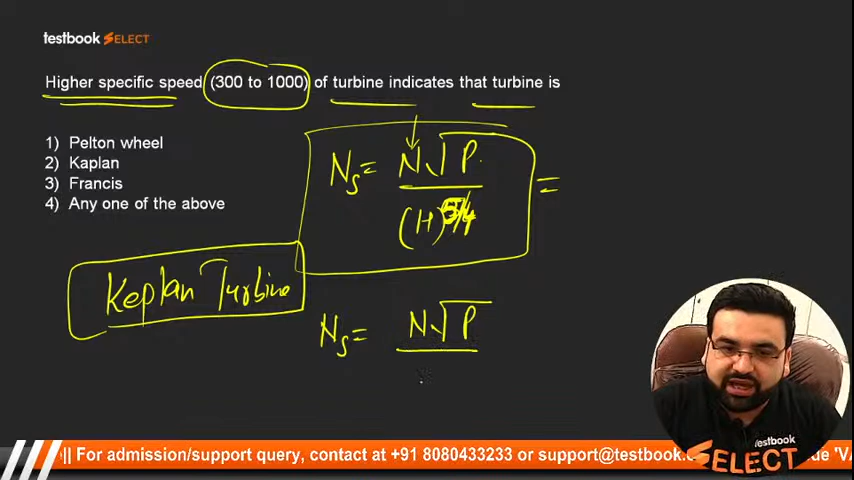 testbook SELECT
Higher specific speed (300 to 1000) of turbine indicates that turbine is
1) Pelton wheel
2) Kaplan
3) Francis
4) Any one of the above
Ns = N√P / (H)^5/4 =
Keplan Turbine
Ns = N√P
testbook
SELECT
|| For admission/support query, contact at +91 8080433233 or support@testbook.